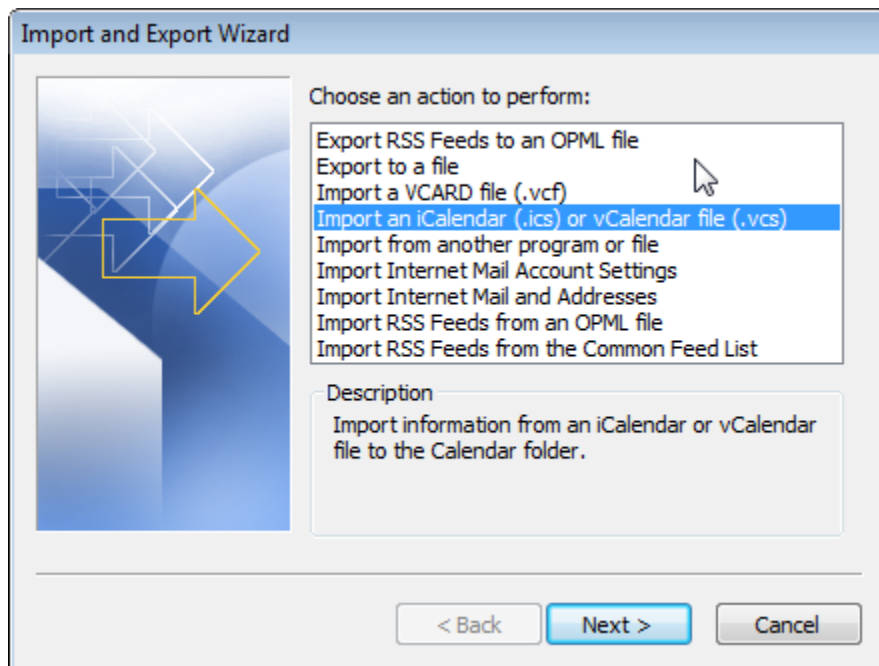 Import and Export Wizard
Choose an action to perform:
Export RSS Feeds to an OPML file
Export to a file
Import a VCARD file (.vcf)
Import an iCalendar (.ics) or vCalendar file (.vcs)
Import from another program or file
Import Internet Mail Account Settings
Import Internet Mail and Addresses
Import RSS Feeds from an OPML file
Import RSS Feeds from the Common Feed List
Description
Import information from an iCalendar or vCalendar
file to the Calendar folder.
< Back Next > Cancel